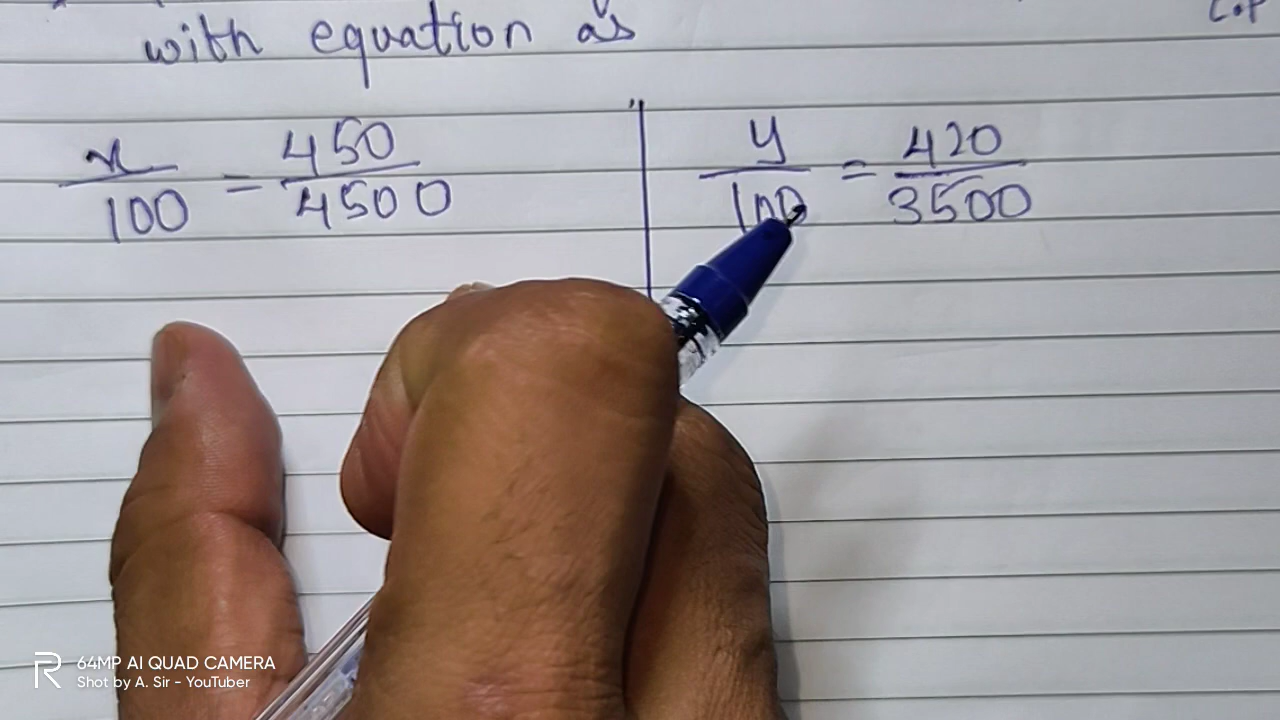 with equation as
x/100 = 450/4500 | y/100 = 420/3500
R 64MP AI QUAD CAMERA
Shot by A. Sir - YouTuber